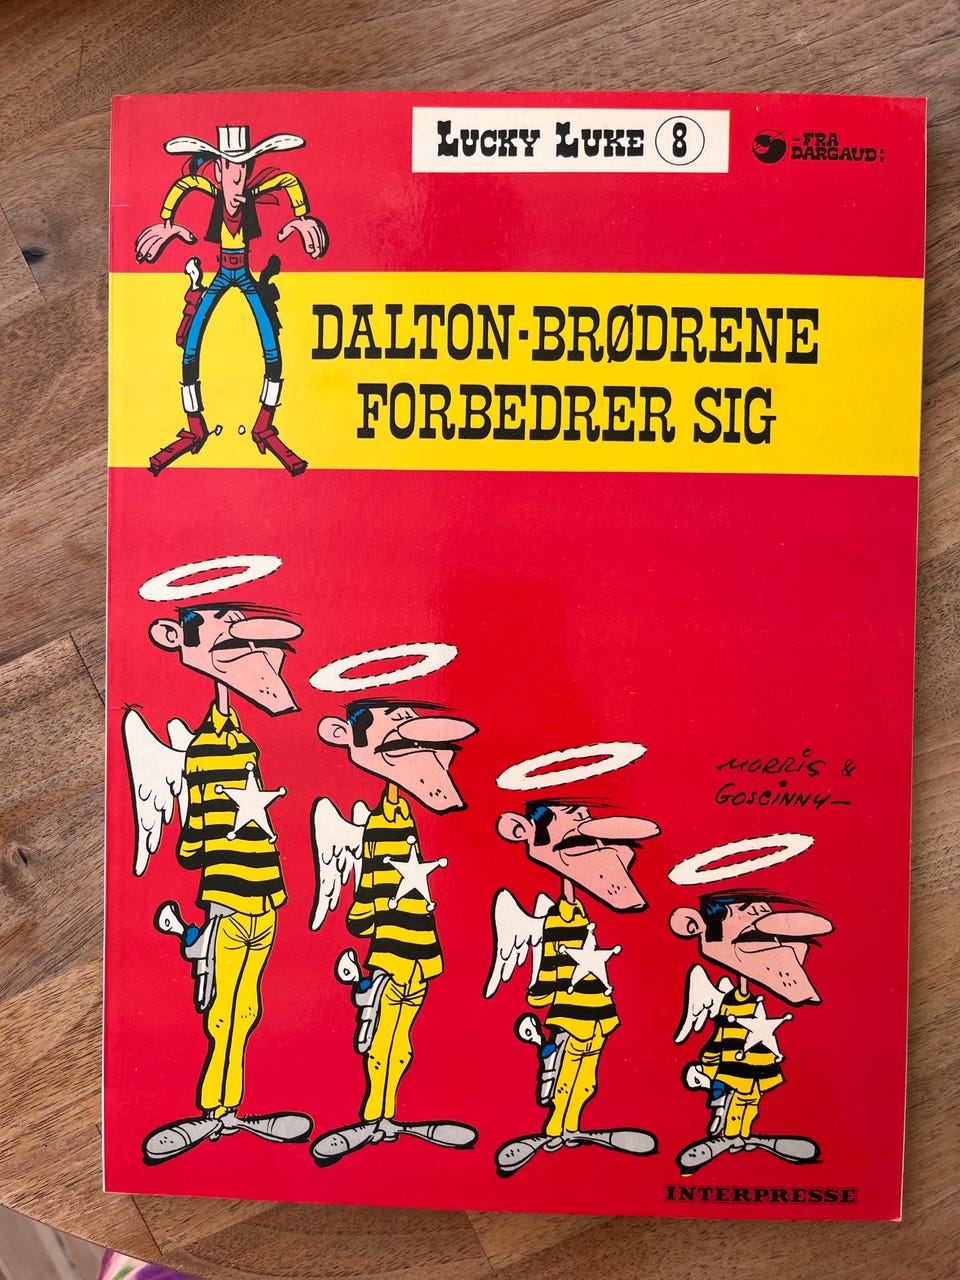 LUCKY LUKE 8
-FRA
DARGAUD:
DALTON-BRØDRENE
FORBEDRER SIG
MORRIS &
GOSCINNY-
INTERPRESSE